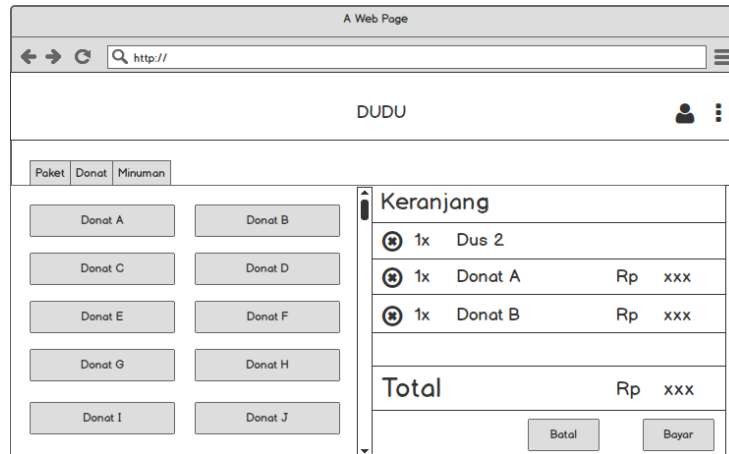 A Web Page
http://
DUDU
Paket Donat Minuman
Donat A Donat B
Donat C Donat D
Donat E Donat F
Donat G Donat H
Donat I Donat J
Keranjang
1x Dus 2
1x Donat A Rp xxx
1x Donat B Rp xxx
Total Rp xxx
Batal Bayar